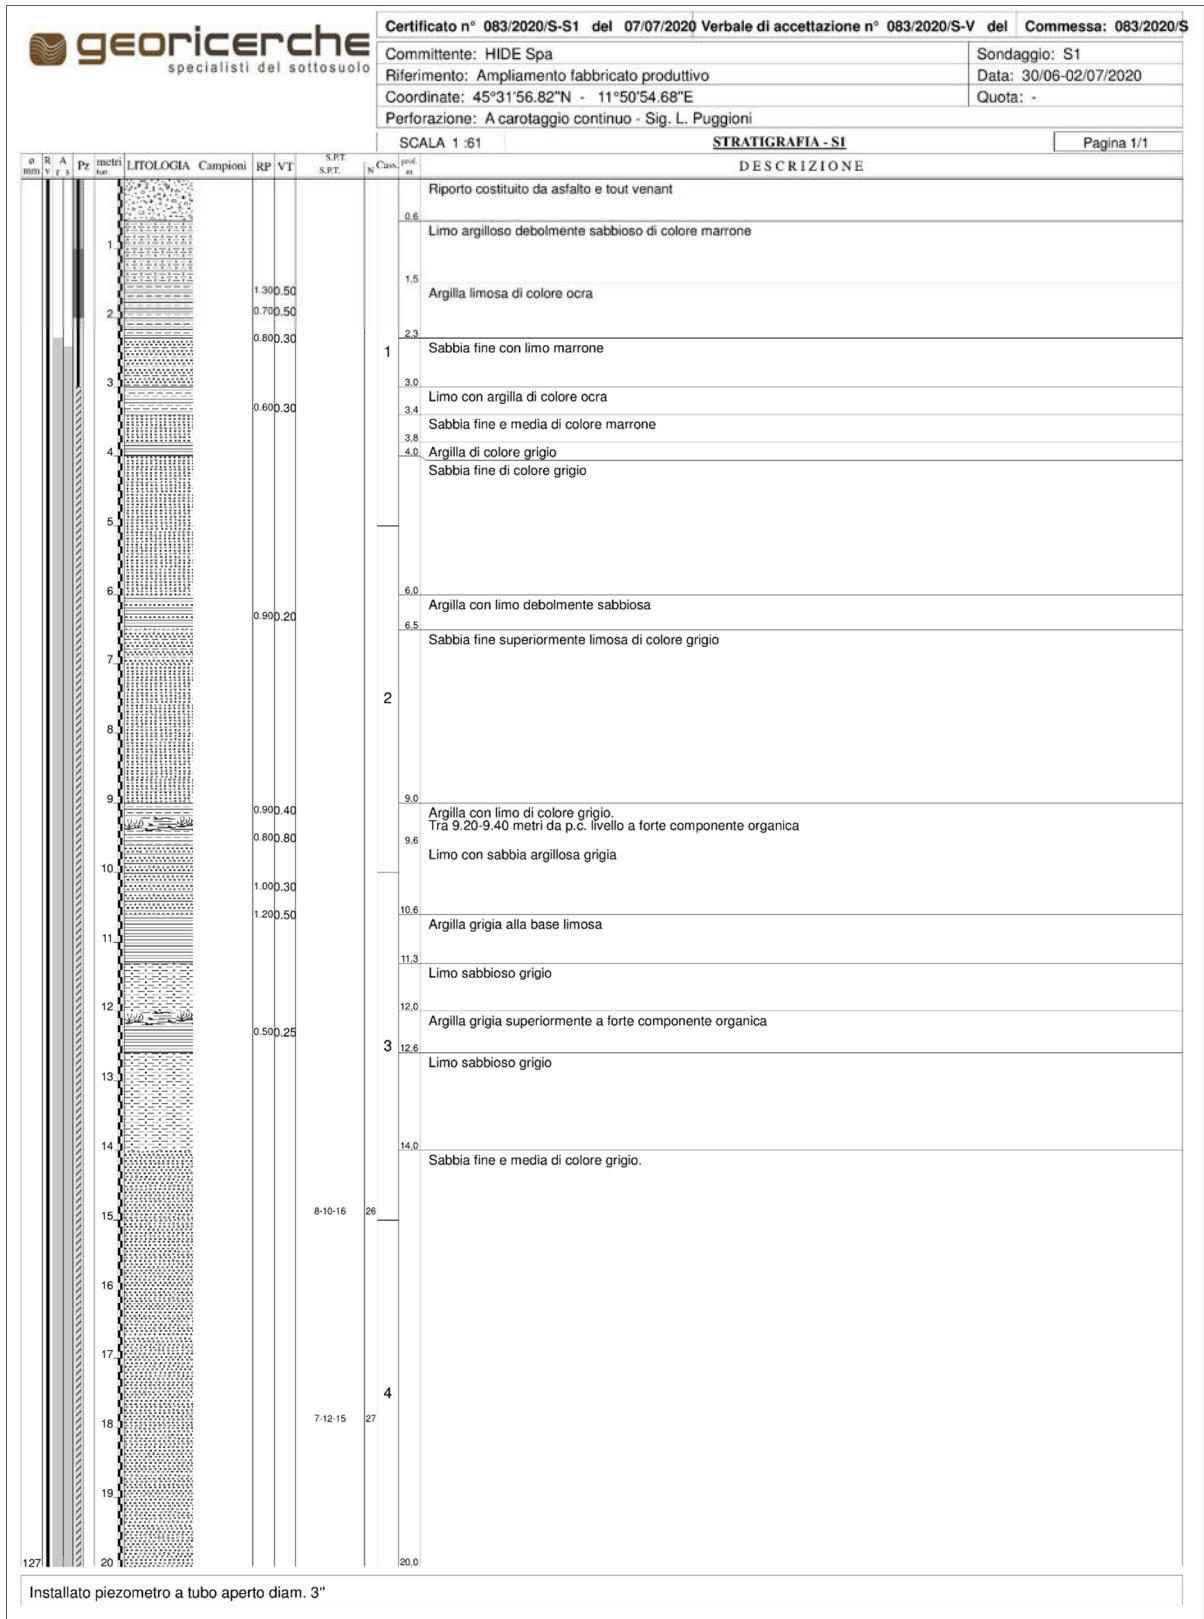 georicerche
specialisti del sottosuolo
Certificato n° 083/2020/S-S1 del 07/07/2020 Verbale di accettazione n° 083/2020/S-V del Commessa: 083/2020/S
Committente: HIDE Spa Sondaggio: S1
Riferimento: Ampliamento fabbricato produttivo Data: 30/06-02/07/2020
Coordinate: 45°31'56.82"N - 11°50'54.68"E Quota: -
Perforazione: A carotaggio continuo - Sig. L. Puggioni
SCALA 1 :61 STRATIGRAFIA - S1 Pagina 1/1
ø mm R v A r s Pz metri batt. LITOLOGIA Campioni RP VT S.P.T. S.P.T. N Cass. prof. m DESCRIZIONE
Riporto costituito da asfalto e tout venant
0,6
Limo argilloso debolmente sabbioso di colore marrone
1
1,5
1.30 0.50 Argilla limosa di colore ocra
2 0.70 0.50
2,3
0.80 0.30
1 Sabbia fine con limo marrone
3 3,0
Limo con argilla di colore ocra
0.60 0.30
3,4
Sabbia fine e media di colore marrone
3,8
4 4,0 Argilla di colore grigio
Sabbia fine di colore grigio
5
6 6,0
Argilla con limo debolmente sabbiosa
0.90 0.20
6,5
Sabbia fine superiormente limosa di colore grigio
7
2
8
9 9,0
0.90 0.40 Argilla con limo di colore grigio.
Tra 9.20-9.40 metri da p.c. livello a forte componente organica
0.80 0.80 9,6
Limo con sabbia argillosa grigia
10
1.00 0.30
10,6
1.20 0.50
Argilla grigia alla base limosa
11
11,3
Limo sabbioso grigio
12 12,0
Argilla grigia superiormente a forte componente organica
0.50 0.25
3 12,6
Limo sabbioso grigio
13
14 14,0
Sabbia fine e media di colore grigio.
15 8-10-16 26
16
17
4
18 7-12-15 27
19
127 20 20,0
Installato piezometro a tubo aperto diam. 3"